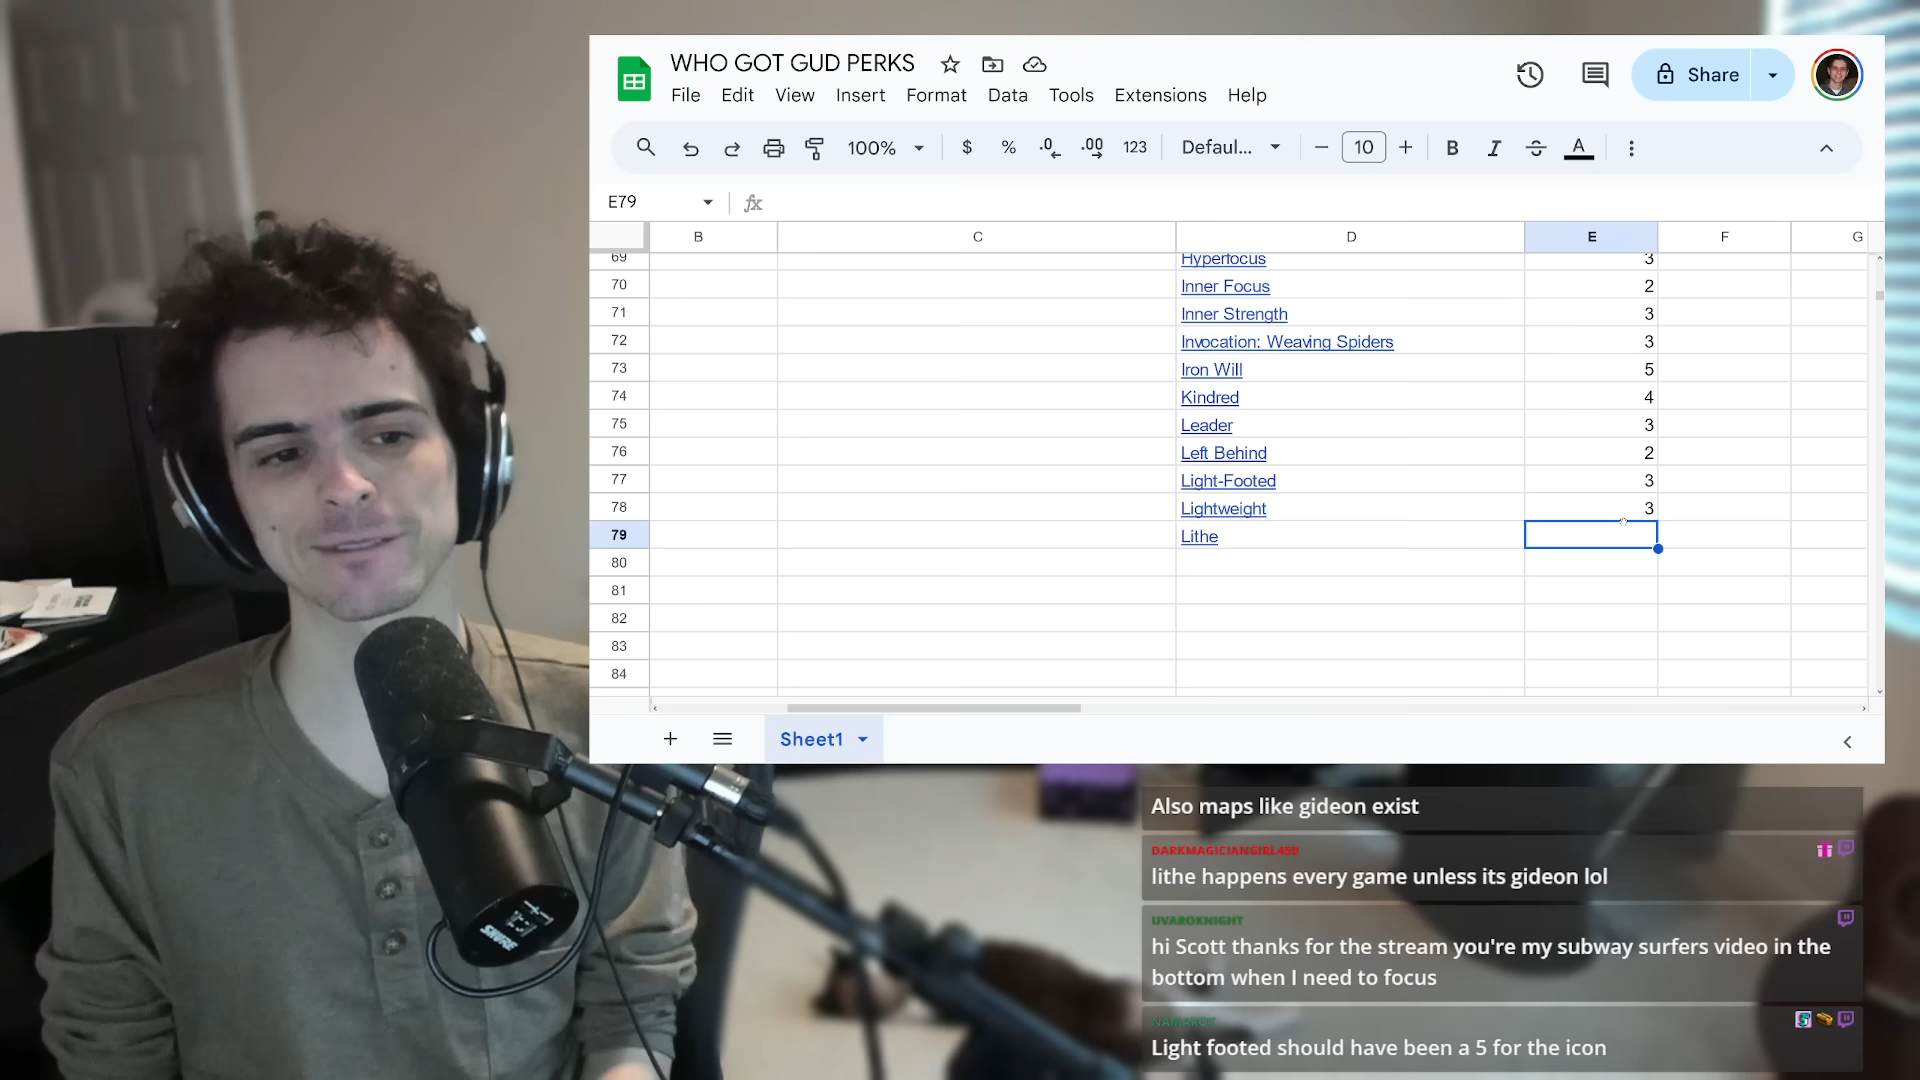 WHO GOT GUD PERKS
File Edit View Insert Format Data Tools Extensions Help
Share
100% $ % .0 .00 123 Defaul... 10 B I S A
E79 fx
B C D E F G
69 Hyperfocus 3
70 Inner Focus 2
71 Inner Strength 3
72 Invocation: Weaving Spiders 3
73 Iron Will 5
74 Kindred 4
75 Leader 3
76 Left Behind 2
77 Light-Footed 3
78 Lightweight 3
79 Lithe
80
81
82
83
84
Sheet1
SHURE
Also maps like gideon exist
DARKMAGICIANGIRL458
lithe happens every game unless its gideon lol
UVAROKNIGHT
hi Scott thanks for the stream you're my subway surfers video in the
bottom when I need to focus
Light footed should have been a 5 for the icon